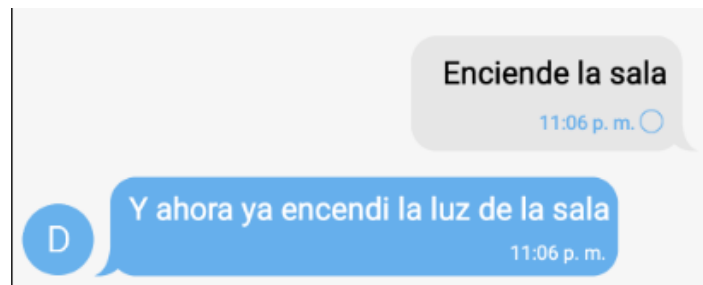 Enciende la sala
11:06 p. m.
Y ahora ya encendi la luz de la sala
11:06 p. m.
D